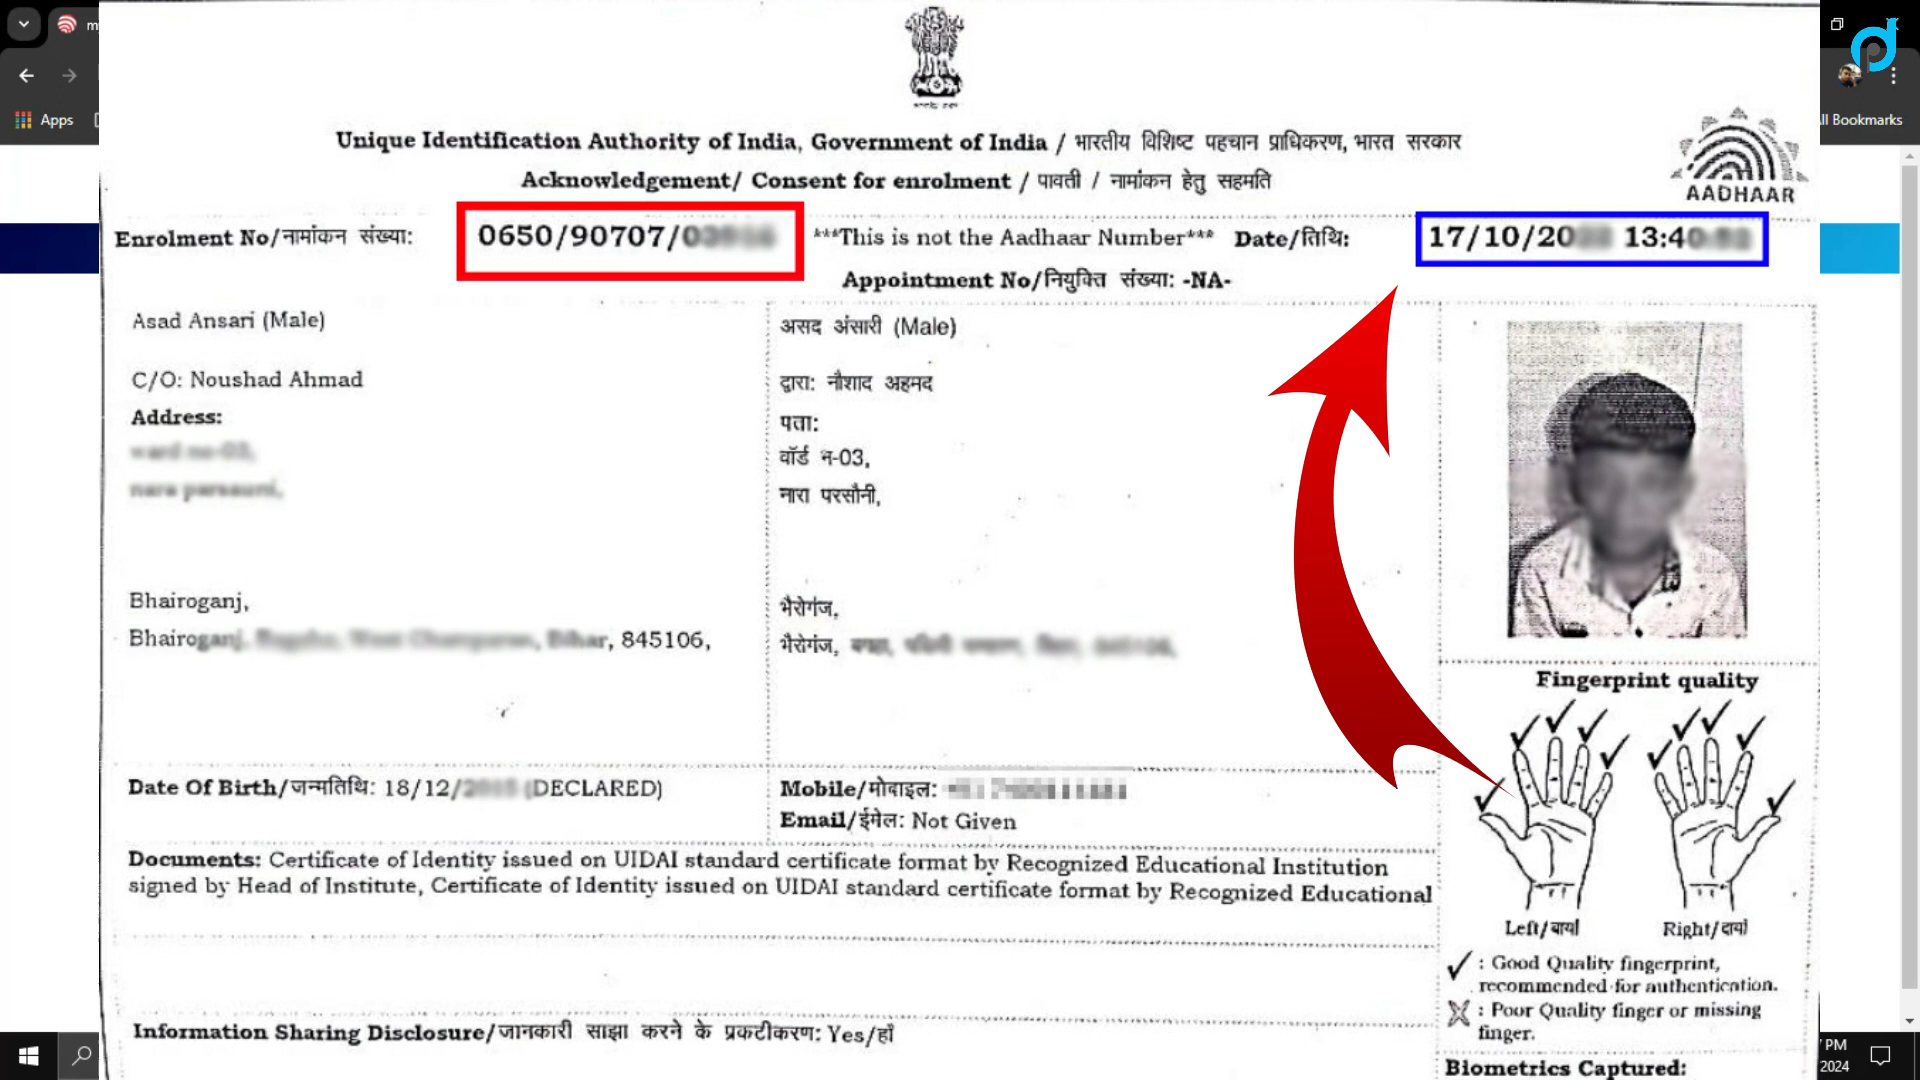 m
Apps
All Bookmarks
Unique Identification Authority of India, Government of India / भारतीय विशिष्ट पहचान प्राधिकरण, भारत सरकार
Acknowledgement/ Consent for enrolment / पावती / नामांकन हेतु सहमति
AADHAAR
Enrolment No/नामांकन संख्या: 0650/90707/ ***This is not the Aadhaar Number*** Date/तिथि: 17/10/20 13:4
Appointment No/नियुक्ति संख्या: -NA-
Asad Ansari (Male)
C/O: Noushad Ahmad
Address:
Bhairoganj,
Bhairoganj, 845106,
असद अंसारी (Male)
द्वारा: नौशाद अहमद
पता:
वॉर्ड न-03,
नारा परसौनी,
भैरोगंज,
भैरोगंज,
Date Of Birth/जन्मतिथि: 18/12/ (DECLARED)
Mobile/मोबाइल:
Email/ईमेल: Not Given
Documents: Certificate of Identity issued on UIDAI standard certificate format by Recognized Educational Institution
signed by Head of Institute, Certificate of Identity issued on UIDAI standard certificate format by Recognized Educational
Information Sharing Disclosure/जानकारी साझा करने के प्रकटीकरण: Yes/हाँ
Fingerprint quality
Left/बायां Right/दायां
: Good Quality fingerprint,
recommended for authentication.
: Poor Quality finger or missing
finger.
Biometrics Captured:
PM
2024